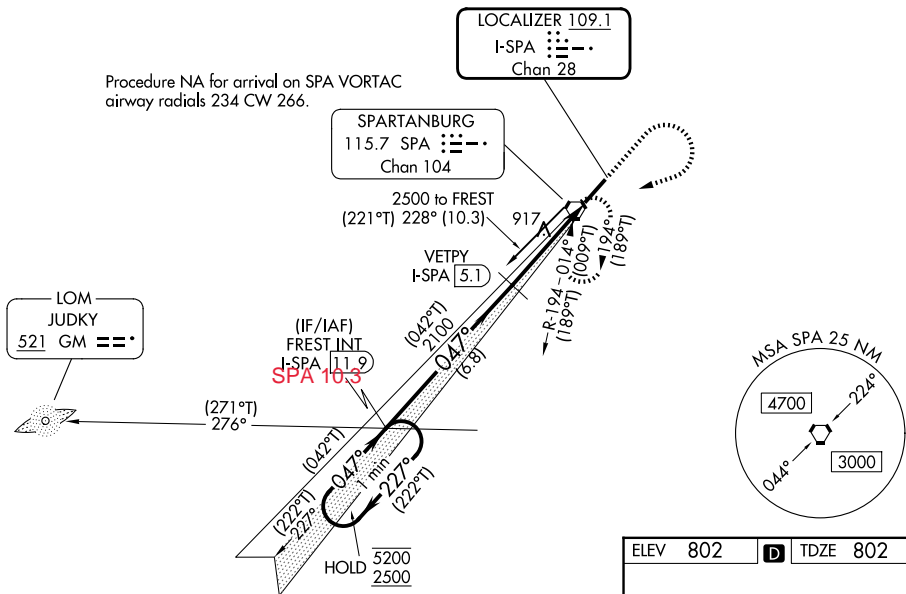 LOCALIZER 109.1
I-SPA
Chan 28
Procedure NA for arrival on SPA VORTAC
airway radials 234 CW 266.
SPARTANBURG
115.7 SPA
Chan 104
2500 to FREST
(221°T) 228° (10.3)
917
VETPY
I-SPA 5.1
R-194
014°
(009°T)
194°
(189°T)
(189°T)
LOM
JUDKY
521 GM
(IF/IAF)
FREST INT
I-SPA 11.9
SPA 10.3
(042°T)
2100
047°
(6.8)
(271°T)
276°
(042°T)
047°
1 min
227°
(222°T)
(222°T)
227°
HOLD 5200
2500
MSA SPA 25 NM
4700
224°
044°
3000
ELEV 802 D TDZE 802